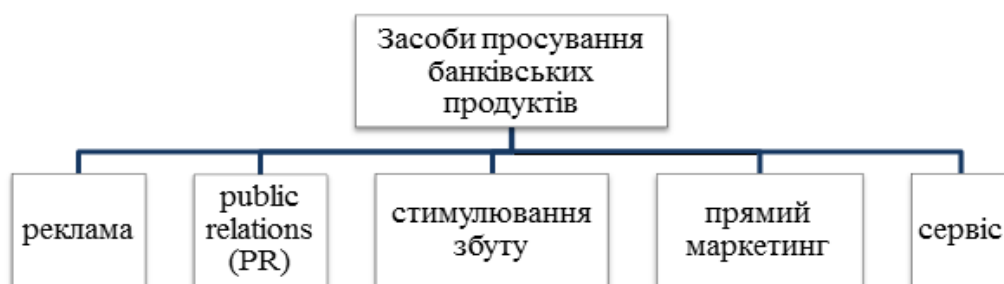 Засоби просування
банківських
продуктів
реклама
public
relations
(PR)
стимулювання
збуту
прямий
маркетинг
сервіс